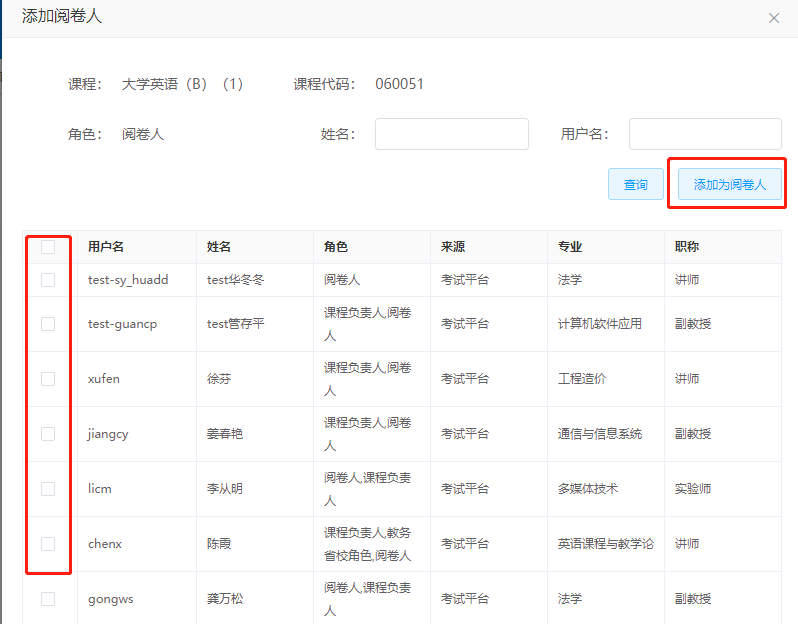 添加阅卷人
课程： 大学英语（B）（1） 课程代码： 060051
角色： 阅卷人 姓名： 用户名：
查询 添加为阅卷人
用户名 姓名 角色 来源 专业 职称
test-sy_huadd test华冬冬 阅卷人 考试平台 法学 讲师
test-guancp test管存平 课程负责人,阅卷人 考试平台 计算机软件应用 副教授
xufen 徐芬 课程负责人,阅卷人 考试平台 工程造价 讲师
jiangcy 姜春艳 课程负责人,阅卷人 考试平台 通信与信息系统 副教授
licm 李从明 阅卷人,课程负责人 考试平台 多媒体技术 实验师
chenx 陈霞 课程负责人,教务省校角色,阅卷人 考试平台 英语课程与教学论 讲师
gongws 龚万松 阅卷人,课程负责人 考试平台 法学 副教授